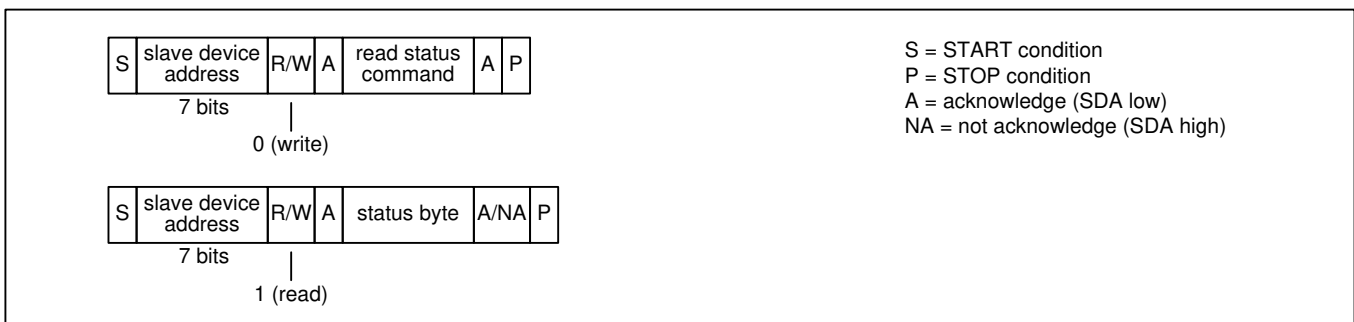 S slave device address R/W A read status command A P
7 bits
0 (write)
S slave device address R/W A status byte A/NA P
7 bits
1 (read)
S = START condition
P = STOP condition
A = acknowledge (SDA low)
NA = not acknowledge (SDA high)